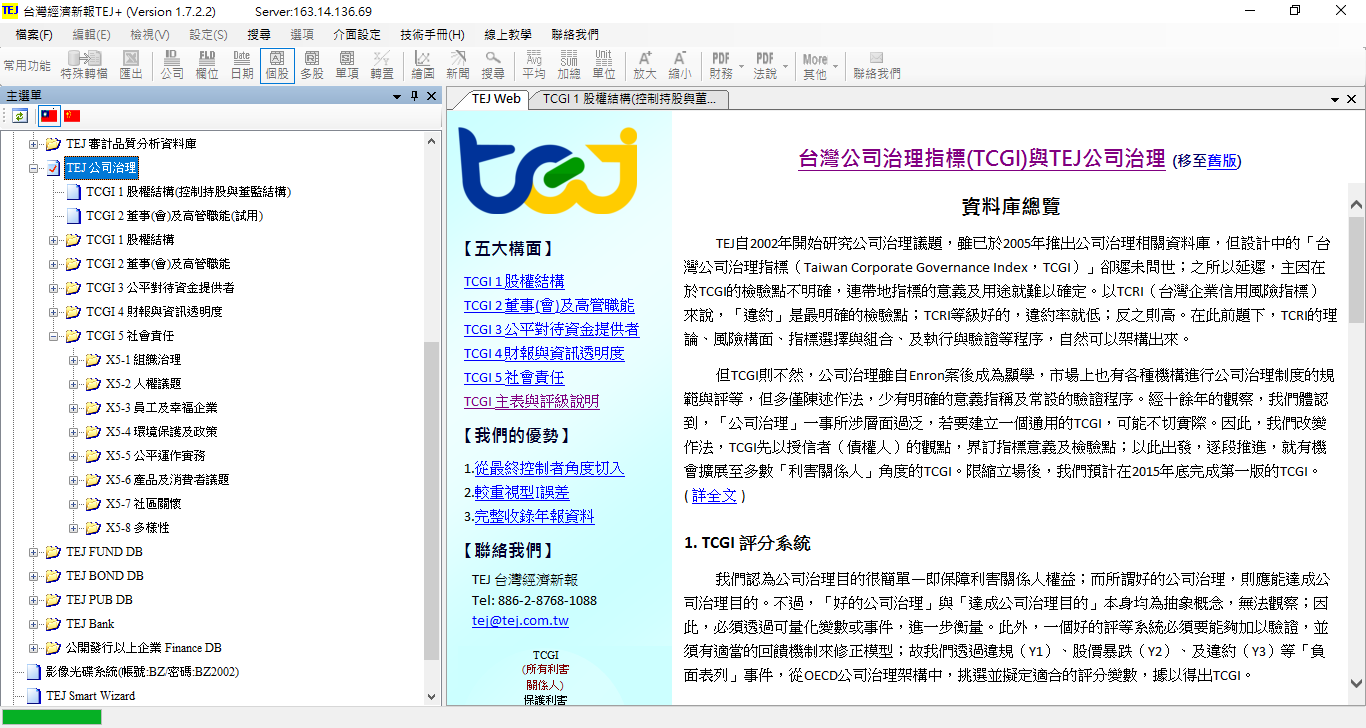 TEJ 台灣經濟新報TEJ+ (Version 1.7.2.2) Server:163.14.136.69
檔案(F) 編輯(E) 檢視(V) 設定(S) 搜尋 選項 介面設定 技術手冊(H) 線上教學 聯絡我們
常用功能 特殊轉檔 匯出 ID 公司 FLD 欄位 Date 日期 個股 多股 單項 轉置 繪圖 新聞 搜尋 Avg 平均 SUM 加總 Unit 單位 A+ 放大 A- 縮小 PDF 財務 PDF 法說 More 其他 聯絡我們
主選單
TEJ 審計品質分析資料庫
TEJ 公司治理
TCGI 1 股權結構(控制持股與董監結構)
TCGI 2 董事(會)及高管職能(試用)
TCGI 1 股權結構
TCGI 2 董事(會)及高管職能
TCGI 3 公平對待資金提供者
TCGI 4 財報與資訊透明度
TCGI 5 社會責任
X5-1 組織治理
X5-2 人權議題
X5-3 員工及幸福企業
X5-4 環境保護及政策
X5-5 公平運作實務
X5-6 產品及消費者議題
X5-7 社區關懷
X5-8 多樣性
TEJ FUND DB
TEJ BOND DB
TEJ PUB DB
TEJ Bank
公開發行以上企業 Finance DB
影像光碟系統(帳號:BZ/密碼:BZ2002)
TEJ Smart Wizard
TEJ Web TCGI 1 股權結構(控制持股與董...
tej
【五大構面】
TCGI 1 股權結構
TCGI 2 董事(會)及高管職能
TCGI 3 公平對待資金提供者
TCGI 4 財報與資訊透明度
TCGI 5 社會責任
TCGI 主表與評級說明
【我們的優勢】
1.從最終控制者角度切入
2.較重視型I誤差
3.完整收錄年報資料
【聯絡我們】
TEJ 台灣經濟新報
Tel: 886-2-8768-1088
tej@tej.com.tw
TCGI
(所有利害
關係人)
保護利害
台灣公司治理指標(TCGI)與TEJ公司治理 (移至舊版)
資料庫總覽
TEJ自2002年開始研究公司治理議題，雖已於2005年推出公司治理相關資料庫，但設計中的「台
灣公司治理指標（Taiwan Corporate Governance Index，TCGI）」卻遲未問世；之所以延遲，主因在
於TCGI的檢驗點不明確，連帶地指標的意義及用途就難以確定。以TCRI（台灣企業信用風險指標）
來說，「違約」是最明確的檢驗點；TCRI等級好的，違約率就低；反之則高。在此前題下，TCRI的理
論、風險構面、指標選擇與組合、及執行與驗證等程序，自然可以架構出來。
但TCGI則不然，公司治理雖自Enron案後成為顯學，市場上也有各種機構進行公司治理制度的規
範與評等，但多僅陳述作法，少有明確的意義指稱及常設的驗證程序。經十餘年的觀察，我們體認
到，「公司治理」一事所涉層面過泛，若要建立一個通用的TCGI，可能不切實際。因此，我們改變
作法，TCGI先以授信者（債權人）的觀點，界訂指標意義及檢驗點；以此出發，逐段推進，就有機
會擴展至多數「利害關係人」角度的TCGI。限縮立場後，我們預計在2015年底完成第一版的TCGI。
( 詳全文 )
1. TCGI 評分系統
我們認為公司治理目的很簡單—即保障利害關係人權益；而所謂好的公司治理，則應能達成公
司治理目的。不過，「好的公司治理」與「達成公司治理目的」本身均為抽象概念，無法觀察；因
此，必須透過可量化變數或事件，進一步衡量。此外，一個好的評等系統必須要能夠加以驗證，並
須有適當的回饋機制來修正模型；故我們透過違規（Y1）、股價暴跌（Y2）、及違約（Y3）等「負
面表列」事件，從OECD公司治理架構中，挑選並擬定適合的評分變數，據以得出TCGI。